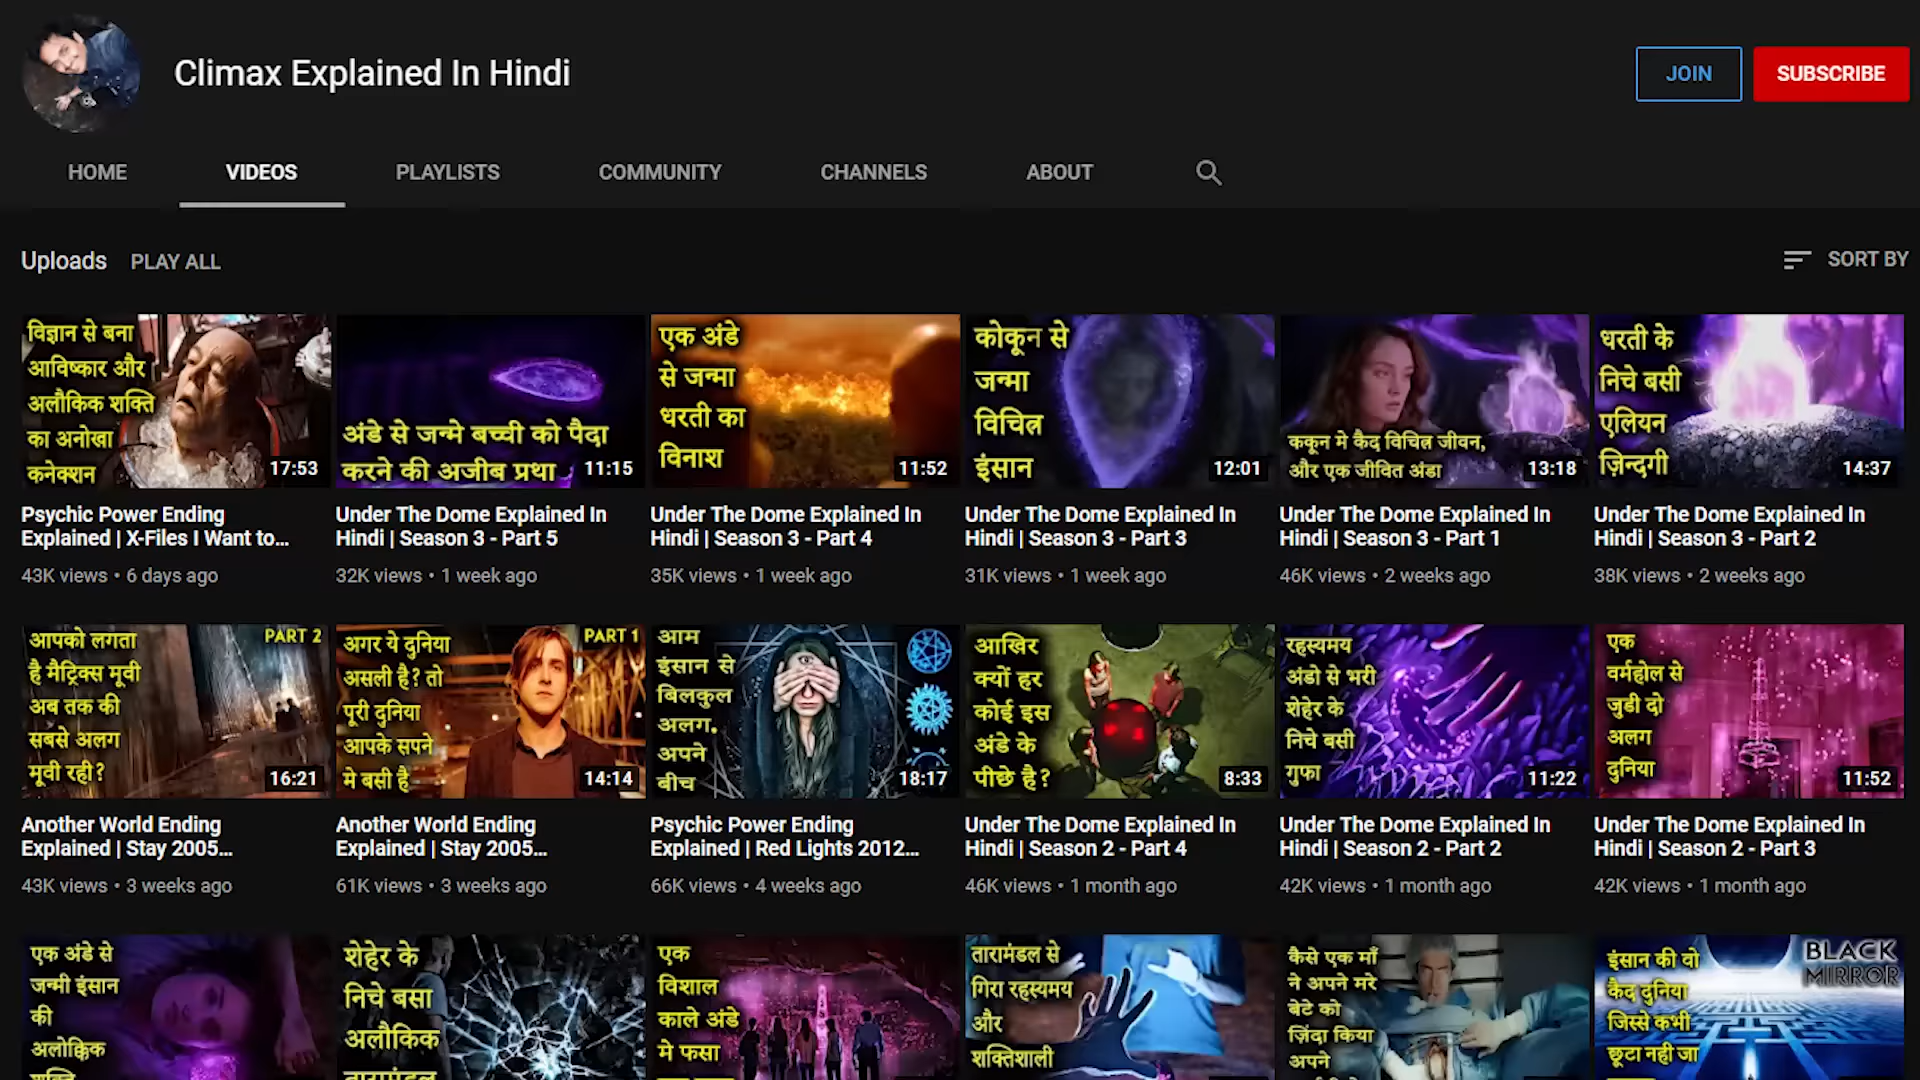 Climax Explained In Hindi
JOIN
SUBSCRIBE
HOME
VIDEOS
PLAYLISTS
COMMUNITY
CHANNELS
ABOUT
Uploads
PLAY ALL
SORT BY
विज्ञान से बना
आविष्कार और
अलौकिक शक्ति
का अनोखा
कनेक्शन
17:53
अंडे से जन्मे बच्ची को पैदा
करने की अजीब प्रथा
11:15
एक अंडे
से जन्मा
धरती का
विनाश
11:52
कोकून से
जन्मा
विचित्र
इंसान
12:01
ककून मे कैद विचित्र जीवन,
और एक जीवित अंडा
13:18
धरती के
निचे बसी
एलियन
ज़िन्दगी
14:37
Psychic Power Ending
Explained | X-Files I Want to...
43K views • 6 days ago
Under The Dome Explained In
Hindi | Season 3 - Part 5
32K views • 1 week ago
Under The Dome Explained In
Hindi | Season 3 - Part 4
35K views • 1 week ago
Under The Dome Explained In
Hindi | Season 3 - Part 3
31K views • 1 week ago
Under The Dome Explained In
Hindi | Season 3 - Part 1
46K views • 2 weeks ago
Under The Dome Explained In
Hindi | Season 3 - Part 2
38K views • 2 weeks ago
आपको लगता
है मैट्रिक्स मूवी
अब तक की
सबसे अलग
मूवी रही?
PART 2
16:21
अगर ये दुनिया
असली है? तो
पूरी दुनिया
आपके सपने
मे बसी है
PART 1
14:14
आम
इंसान से
बिलकुल
अलग.
अपने
बीच
18:17
आखिर
क्यों हर
कोई इस
अंडे के
पीछे है?
8:33
रहस्यमय
अंडो से भरी
शेहेर के
निचे बसी
गुफा
11:22
एक
वर्महोल से
जुडी दो
अलग
दुनिया
11:52
Another World Ending
Explained | Stay 2005...
43K views • 3 weeks ago
Another World Ending
Explained | Stay 2005...
61K views • 3 weeks ago
Psychic Power Ending
Explained | Red Lights 2012...
66K views • 4 weeks ago
Under The Dome Explained In
Hindi | Season 2 - Part 4
46K views • 1 month ago
Under The Dome Explained In
Hindi | Season 2 - Part 2
42K views • 1 month ago
Under The Dome Explained In
Hindi | Season 2 - Part 3
42K views • 1 month ago
एक अंडे से
जन्मी इंसान
की
अलोक्किक
शेहेर के
निचे बसा
अलौकिक
एक
विशाल
काले अंडे
मे फसा
तारामंडल से
गिरा रहस्यमय
और
शक्तिशाली
कैसे एक माँ
ने अपने मरे
बेटे को
ज़िंदा किया
अपने
इंसान की वो
कैद दुनिया
जिस्से कभी
छूटा नही जा
BLACK
MIRROR